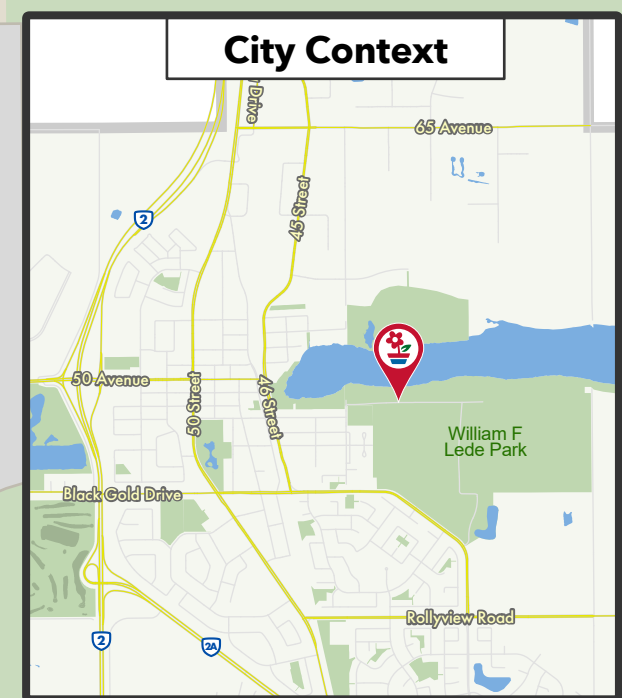 City Context
Drive
65 Avenue
45 Street
2
50 Avenue
50 Street
46 Street
William F
Lede Park
Black Gold Drive
Rollyview Road
2
2A